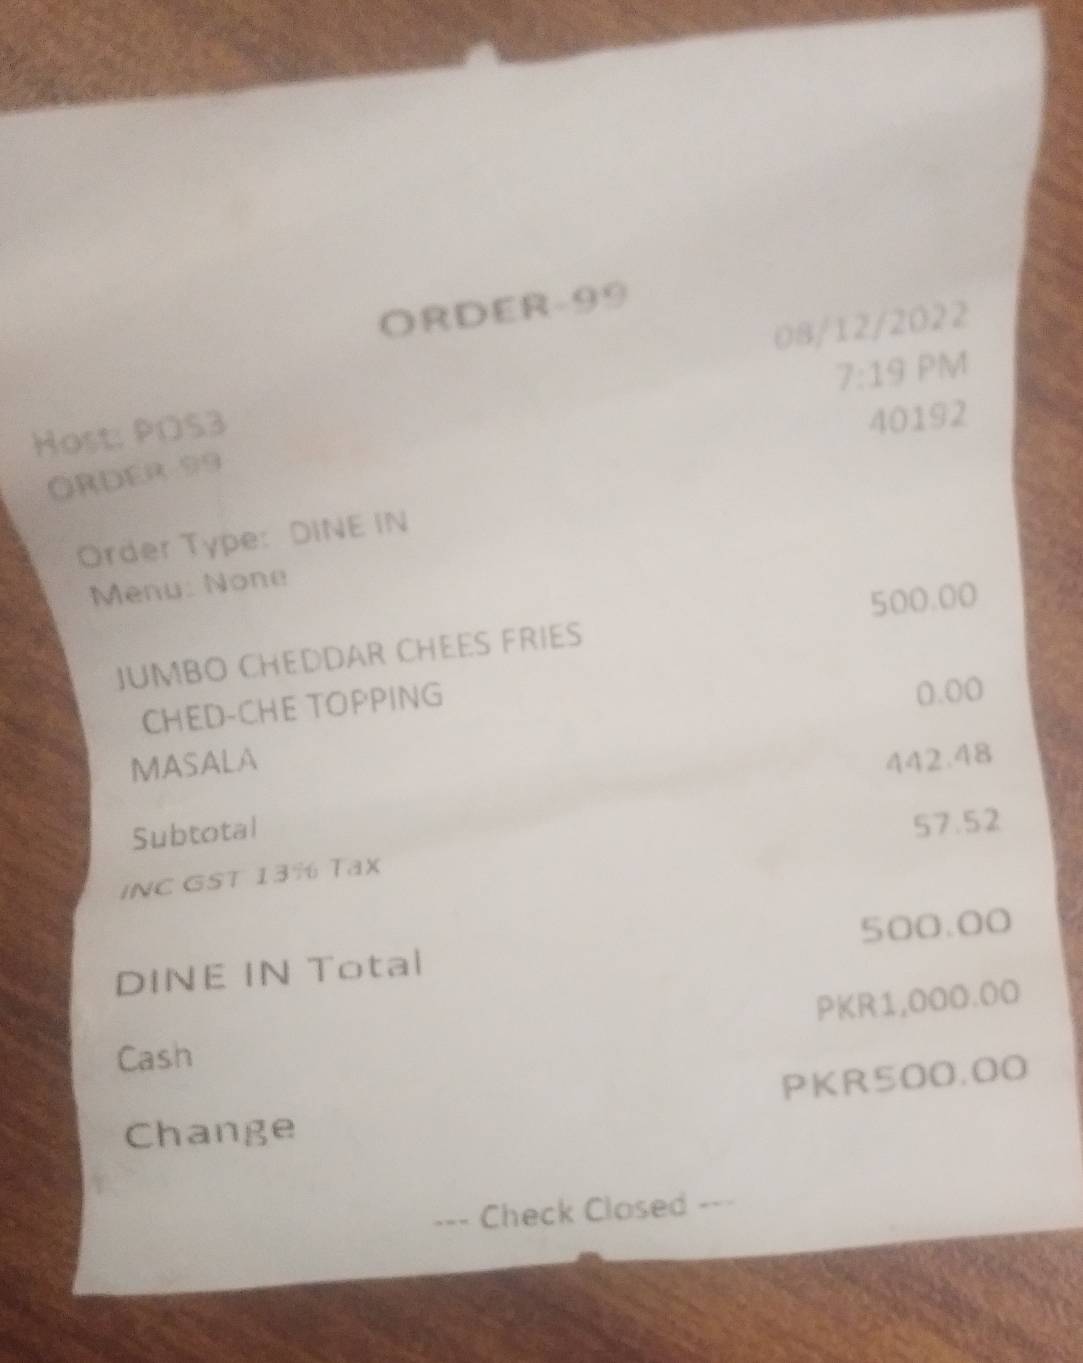 ORDER-99
08/12/2022
Host: POS3 7:19 PM
ORDER-99 40192
Order Type: DINE IN
Menu: None
JUMBO CHEDDAR CHEES FRIES 500.00
CHED-CHE TOPPING
MASALA 0.00
Subtotal 442.48
INC GST 13% Tax 57.52
DINE IN Total 500.00
Cash PKR1,000.00
Change PKR500.00
--- Check Closed ---